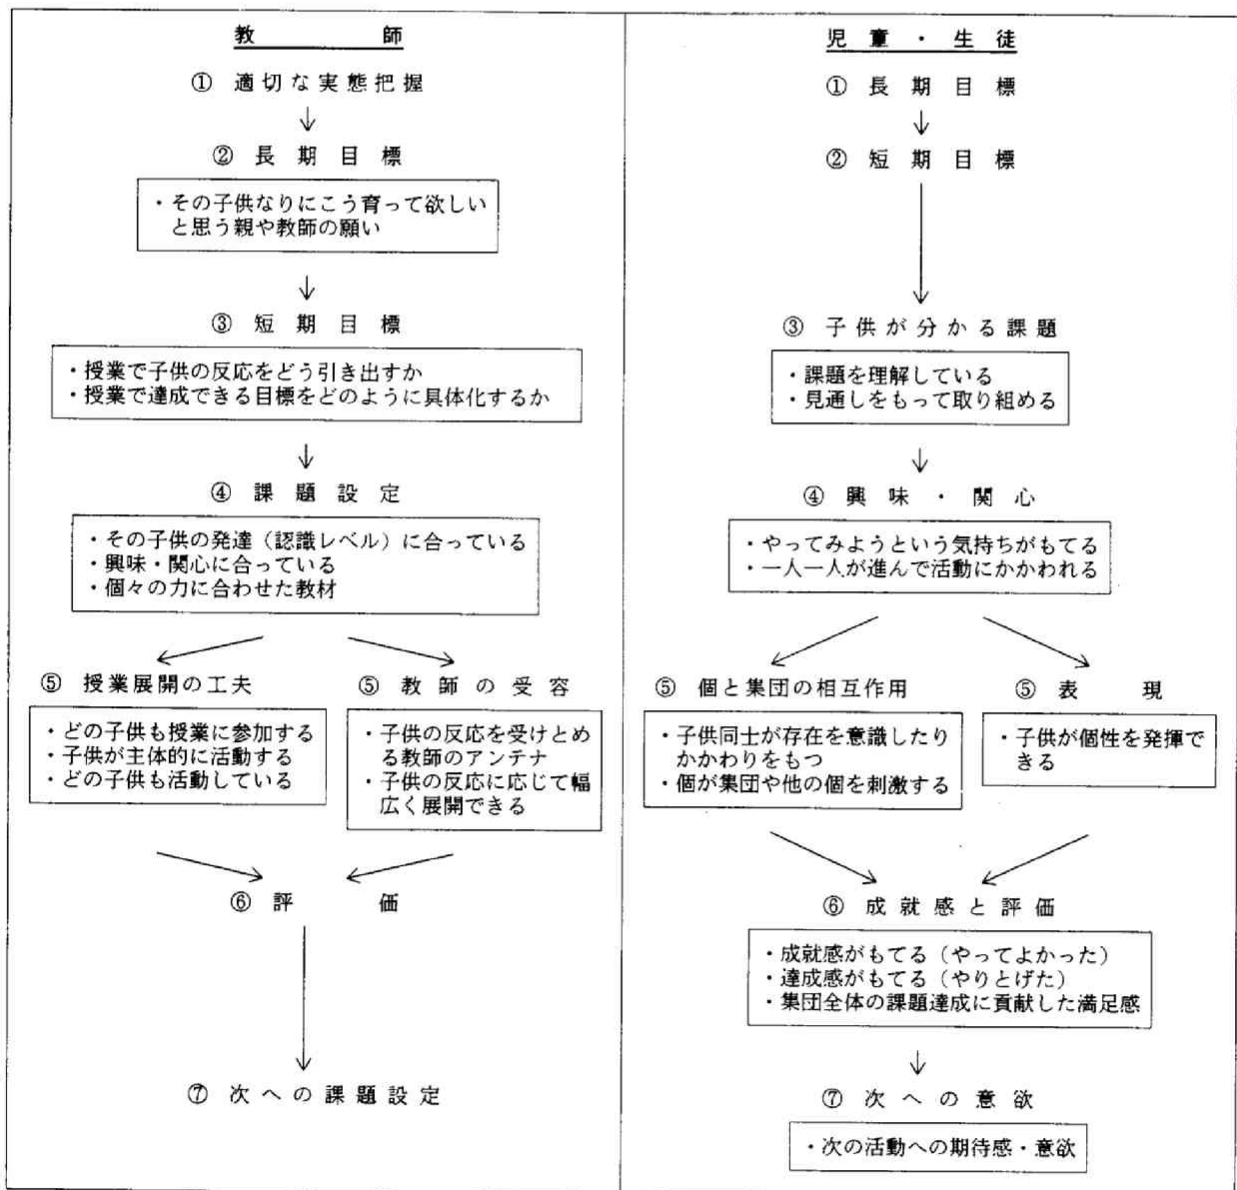 教師
① 適切な実態把握
② 長期目標
・その子供なりにこう育って欲しい
と思う親や教師の願い
③ 短期目標
・授業で子供の反応をどう引き出すか
・授業で達成できる目標をどのように具体化するか
④ 課題設定
・その子供の発達（認識レベル）に合っている
・興味・関心に合っている
・個々の力に合わせた教材
⑤ 授業展開の工夫
・どの子供も授業に参加する
・子供が主体的に活動する
・どの子供も活動している
⑤ 教師の受容
・子供の反応を受けとめ
る教師のアンテナ
・子供の反応に応じて幅
広く展開できる
⑥ 評価
⑦ 次への課題設定
児童・生徒
① 長期目標
② 短期目標
③ 子供が分かる課題
・課題を理解している
・見通しをもって取り組める
④ 興味・関心
・やってみようという気持ちがもてる
・一人一人が進んで活動にかかわれる
⑤ 個と集団の相互作用
・子供同士が存在を意識したり
かかわりをもつ
・個が集団や他の個を刺激する
⑤ 表現
・子供が個性を発揮で
きる
⑥ 成就感と評価
・成就感がもてる（やってよかった）
・達成感がもてる（やりとげた）
・集団全体の課題達成に貢献した満足感
⑦ 次への意欲
・次の活動への期待感・意欲